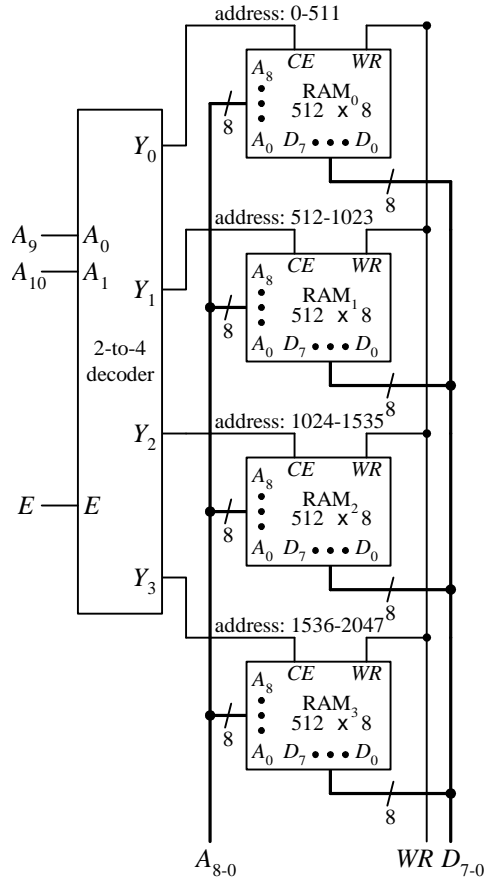 address: 0-511
CE WR
A₈ RAM₀
512 x 8
8
A₀ D₇ ••• D₀
Y₀
8
address: 512-1023
A₉ A₀
CE WR
A₁₀ A₁
A₈ RAM₁
Y₁
512 x 8
8
A₀ D₇ ••• D₀
2-to-4
decoder
8
address: 1024-1535
Y₂
CE WR
A₈ RAM₂
E E
512 x 8
8
A₀ D₇ ••• D₀
Y₃
8
address: 1536-2047
CE WR
A₈ RAM₃
512 x 8
8
A₀ D₇ ••• D₀
8
A₈₋₀ WR D₇₋₀